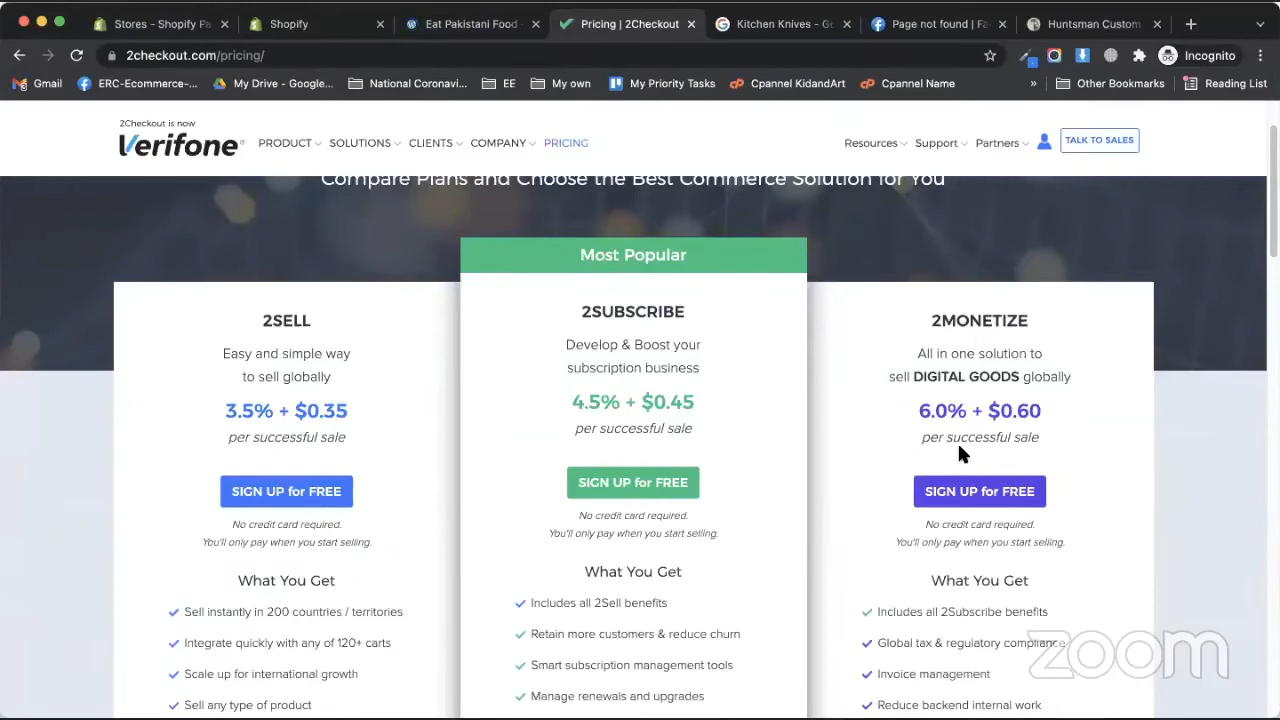 Stores - Shopify Pa
Shopify
Eat Pakistani Food -
Pricing | 2Checkout
Kitchen Knives - Go
Page not found | Fa
Huntsman Custom
2checkout.com/pricing/
Incognito
Gmail
ERC-Ecommerce-...
My Drive - Google...
National Coronavi...
EE
My own
My Priority Tasks
Cpannel KidandArt
Cpannel Name
»
Other Bookmarks
Reading List
2Checkout is now
Verifone
PRODUCT
SOLUTIONS
CLIENTS
COMPANY
PRICING
Resources
Support
Partners
TALK TO SALES
Compare Plans and Choose the Best Commerce Solution for You
Most Popular
2SELL
Easy and simple way
to sell globally
3.5% + $0.35
per successful sale
SIGN UP for FREE
No credit card required.
You'll only pay when you start selling.
What You Get
Sell instantly in 200 countries / territories
Integrate quickly with any of 120+ carts
Scale up for international growth
Sell any type of product
2SUBSCRIBE
Develop & Boost your
subscription business
4.5% + $0.45
per successful sale
SIGN UP for FREE
No credit card required.
You'll only pay when you start selling.
What You Get
Includes all 2Sell benefits
Retain more customers & reduce churn
Smart subscription management tools
Manage renewals and upgrades
2MONETIZE
All in one solution to
sell DIGITAL GOODS globally
6.0% + $0.60
per successful sale
SIGN UP for FREE
No credit card required.
You'll only pay when you start selling.
What You Get
Includes all 2Subscribe benefits
Global tax & regulatory compliance
Invoice management
Reduce backend internal work
zoom